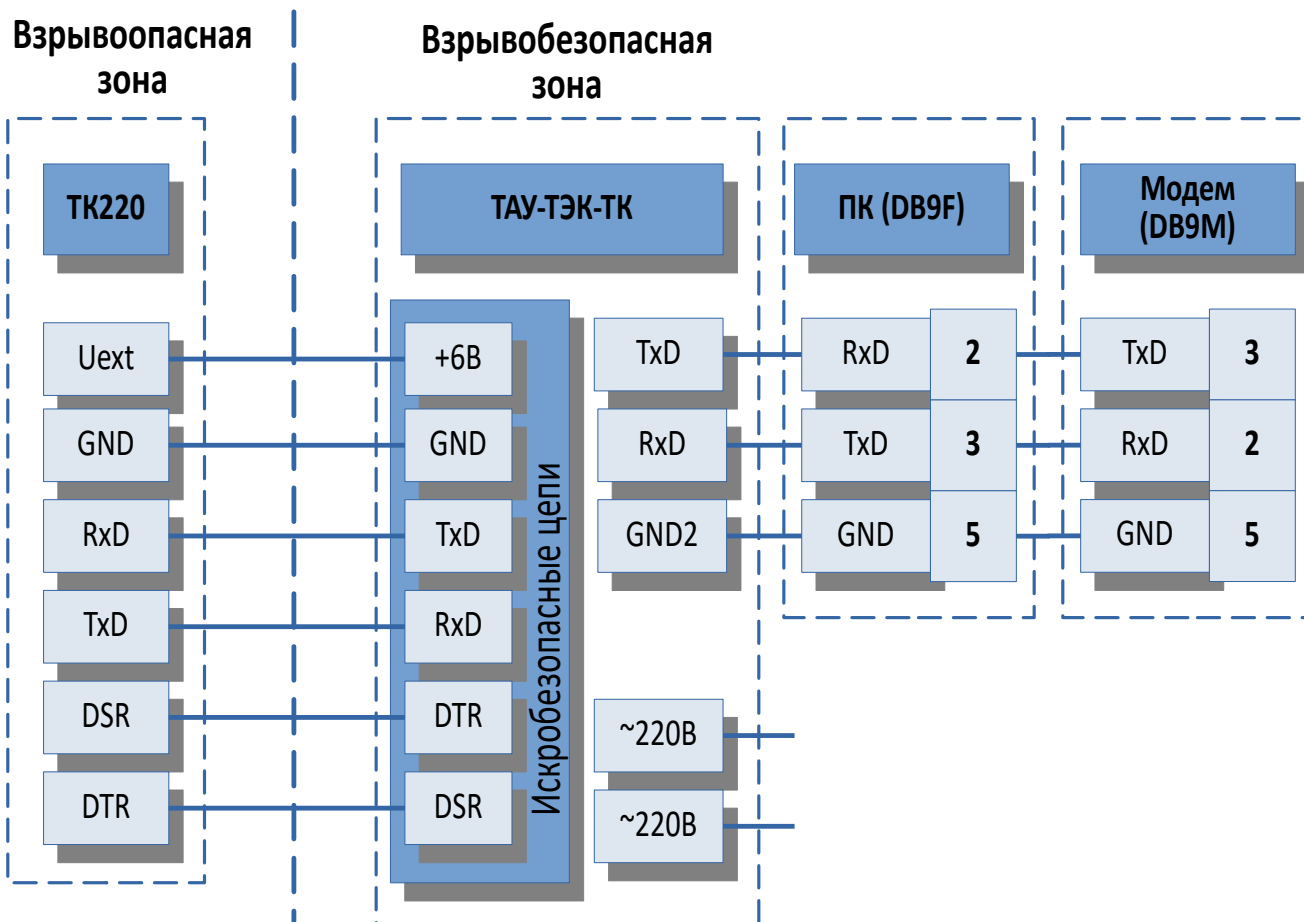 Взрывоопасная
зона
Взрывобезопасная
зона
ТК220
ТАУ-ТЭК-ТК
ПК (DB9F)
Модем
(DB9M)
Uext
+6В
TxD
RxD
2
TxD
3
GND
GND
RxD
TxD
3
RxD
2
RxD
TxD
GND2
GND
5
GND
5
TxD
RxD
DSR
DTR
~220В
DTR
DSR
~220В
Искробезопасные цепи